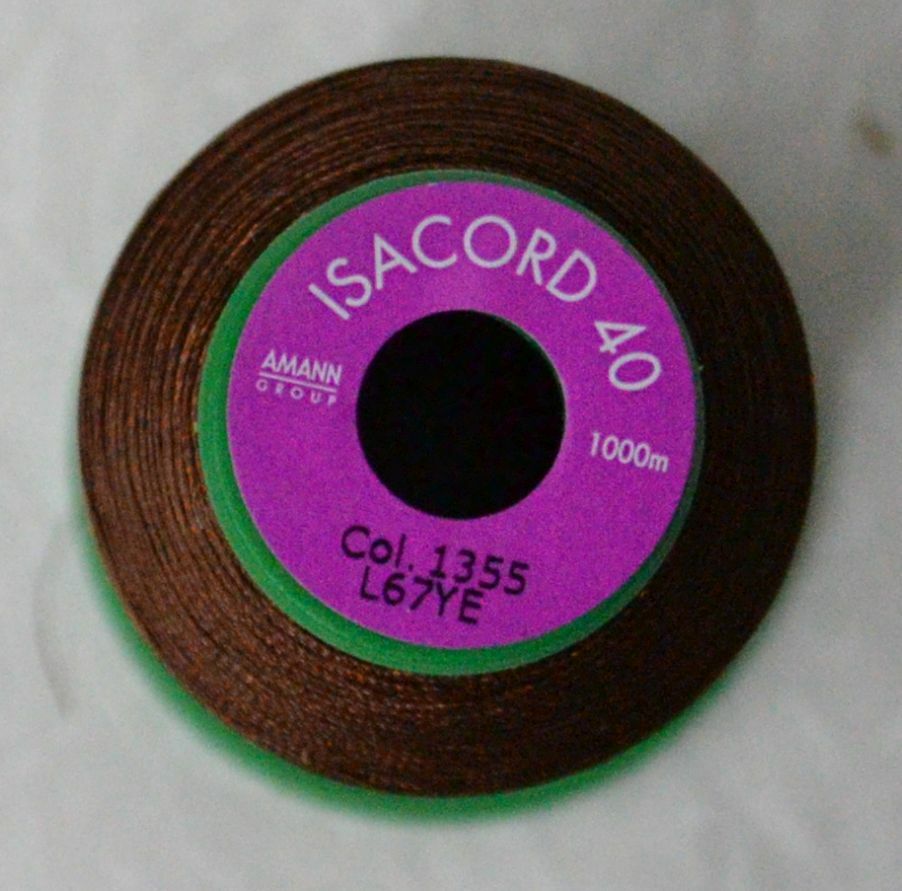 ISACORD 40
AMANN
GROUP
1000m
Col. 1355
L67YE